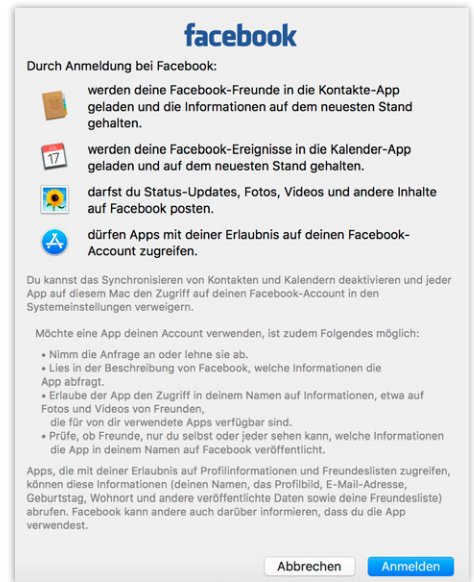 facebook
Durch Anmeldung bei Facebook:
werden deine Facebook-Freunde in die Kontakte-App
geladen und die Informationen auf dem neuesten Stand
gehalten.
17
werden deine Facebook-Ereignisse in die Kalender-App
geladen und auf dem neuesten Stand gehalten.
darfst du Status-Updates, Fotos, Videos und andere Inhalte
auf Facebook posten.
dürfen Apps mit deiner Erlaubnis auf deinen Facebook-
Account zugreifen.
Du kannst das Synchronisieren von Kontakten und Kalendern deaktivieren und jeder
App auf diesem Mac den Zugriff auf deinen Facebook-Account in den
Systemeinstellungen verweigern.
Möchte eine App deinen Account verwenden, ist zudem Folgendes möglich:
• Nimm die Anfrage an oder lehne sie ab.
• Lies in der Beschreibung von Facebook, welche Informationen die
App abfragt.
• Erlaube der App den Zugriff in deinem Namen auf Informationen, etwa auf
Fotos und Videos von Freunden,
die für von dir verwendete Apps verfügbar sind.
• Prüfe, ob Freunde, nur du selbst oder jeder sehen kann, welche Informationen
die App in deinem Namen auf Facebook veröffentlicht.
Apps, die mit deiner Erlaubnis auf Profilinformationen und Freundeslisten zugreifen,
können diese Informationen (deinen Namen, das Profilbild, E-Mail-Adresse,
Geburtstag, Wohnort und andere veröffentlichte Daten sowie deine Freundesliste)
abrufen. Facebook kann andere auch darüber informieren, dass du die App
verwendest.
Abbrechen Anmelden